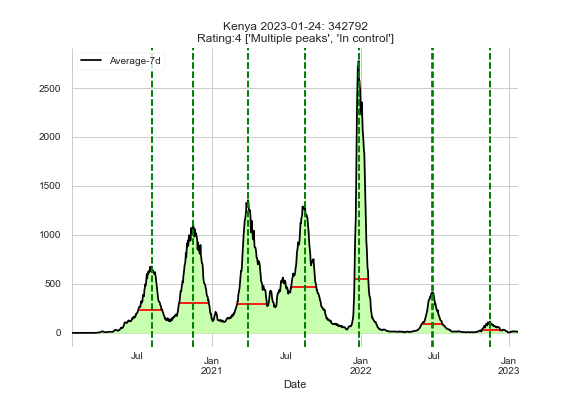 Kenya 2023-01-24: 342792
Rating:4 ['Multiple peaks', 'In control']
Average-7d
2500
2000
1500
1000
500
0
Jul
Jan
2021
Jul
Jan
2022
Jul
Jan
2023
Date